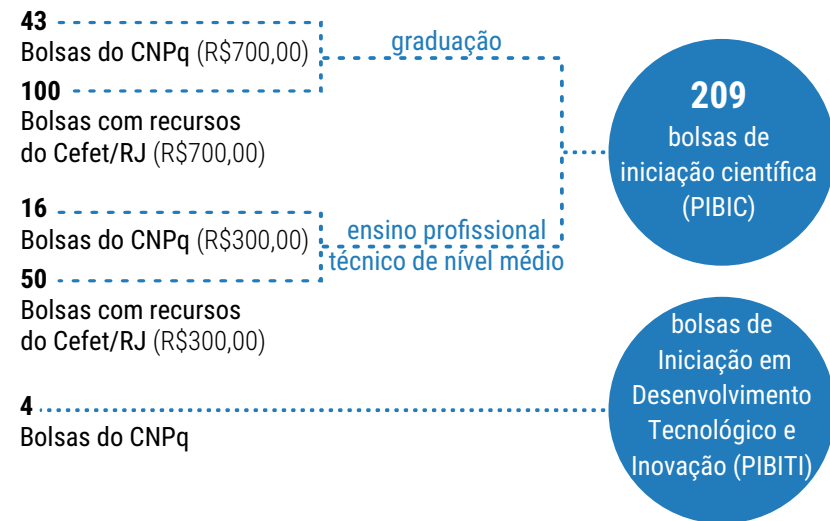 43
Bolsas do CNPq (R$700,00)
100
Bolsas com recursos
do Cefet/RJ (R$700,00)
graduação
16
Bolsas do CNPq (R$300,00)
50
Bolsas com recursos
do Cefet/RJ (R$300,00)
ensino profissional
técnico de nível médio
209
bolsas de
iniciação científica
(PIBIC)
4
Bolsas do CNPq
bolsas de
Iniciação em
Desenvolvimento
Tecnológico e
Inovação (PIBITI)